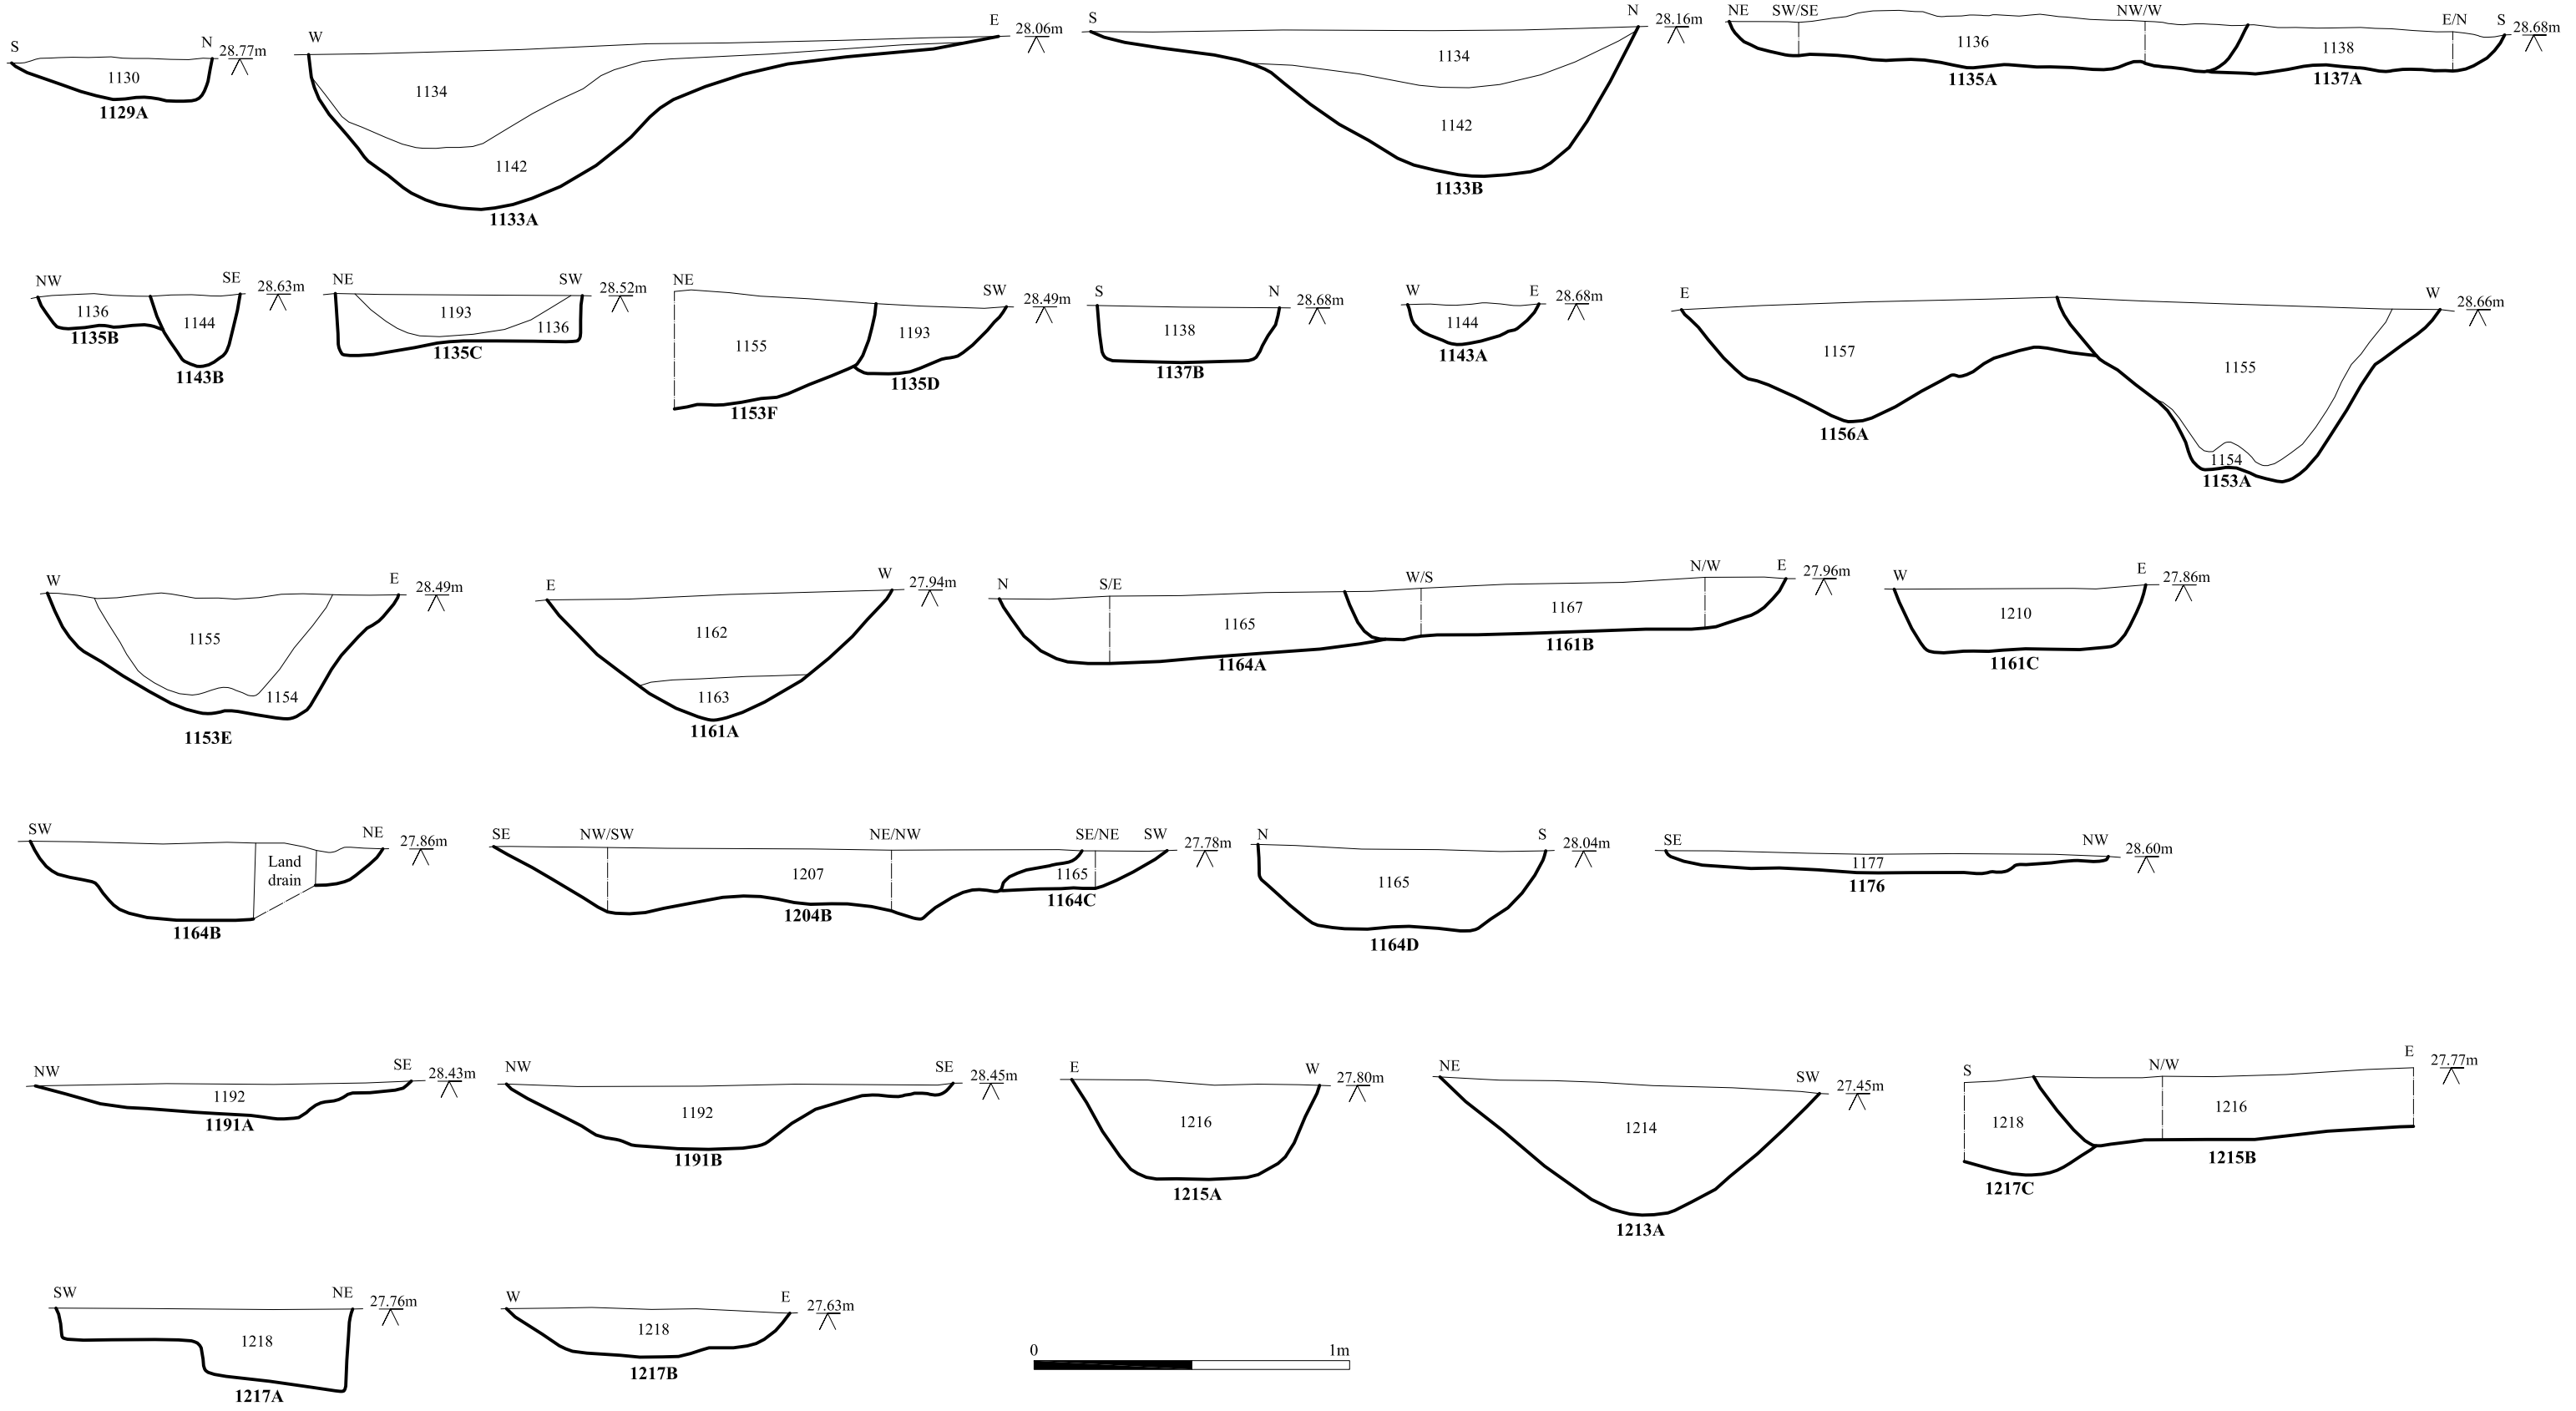 S N 28.77m
1130
1129A
W E 28.06m
1134
1142
1133A
S N 28.16m
1134
1142
1133B
NE SW/SE NW/W E/N S 28.68m
1136 1138
1135A 1137A
NW SE 28.63m
1136 1144
1135B
1143B
NE SW 28.52m
1193
1136
1135C
NE SW 28.49m
1155 1193
1153F 1135D
S N 28.68m
1138
1137B
W E 28.68m
1144
1143A
E W 28.66m
1157 1155
1154
1156A 1153A
W E 28.49m
1155
1154
1153E
E W 27.94m
1162
1163
1161A
N S/E W/S N/W E 27.96m
1165 1167
1164A 1161B
W E 27.86m
1210
1161C
SW NE 27.86m
Land
drain
1164B
SE NW/SW NE/NW SE/NE SW 27.78m
1207 1165
1204B 1164C
N S 28.04m
1165
1164D
SE NW 28.60m
1177
1176
NW SE 28.43m
1192
1191A
NW SE 28.45m
1192
1191B
E W 27.80m
1216
1215A
NE SW 27.45m
1214
1213A
S N/W E 27.77m
1218 1216
1217C 1215B
SW NE 27.76m
1218
1217A
W E 27.63m
1218
1217B
0 1m